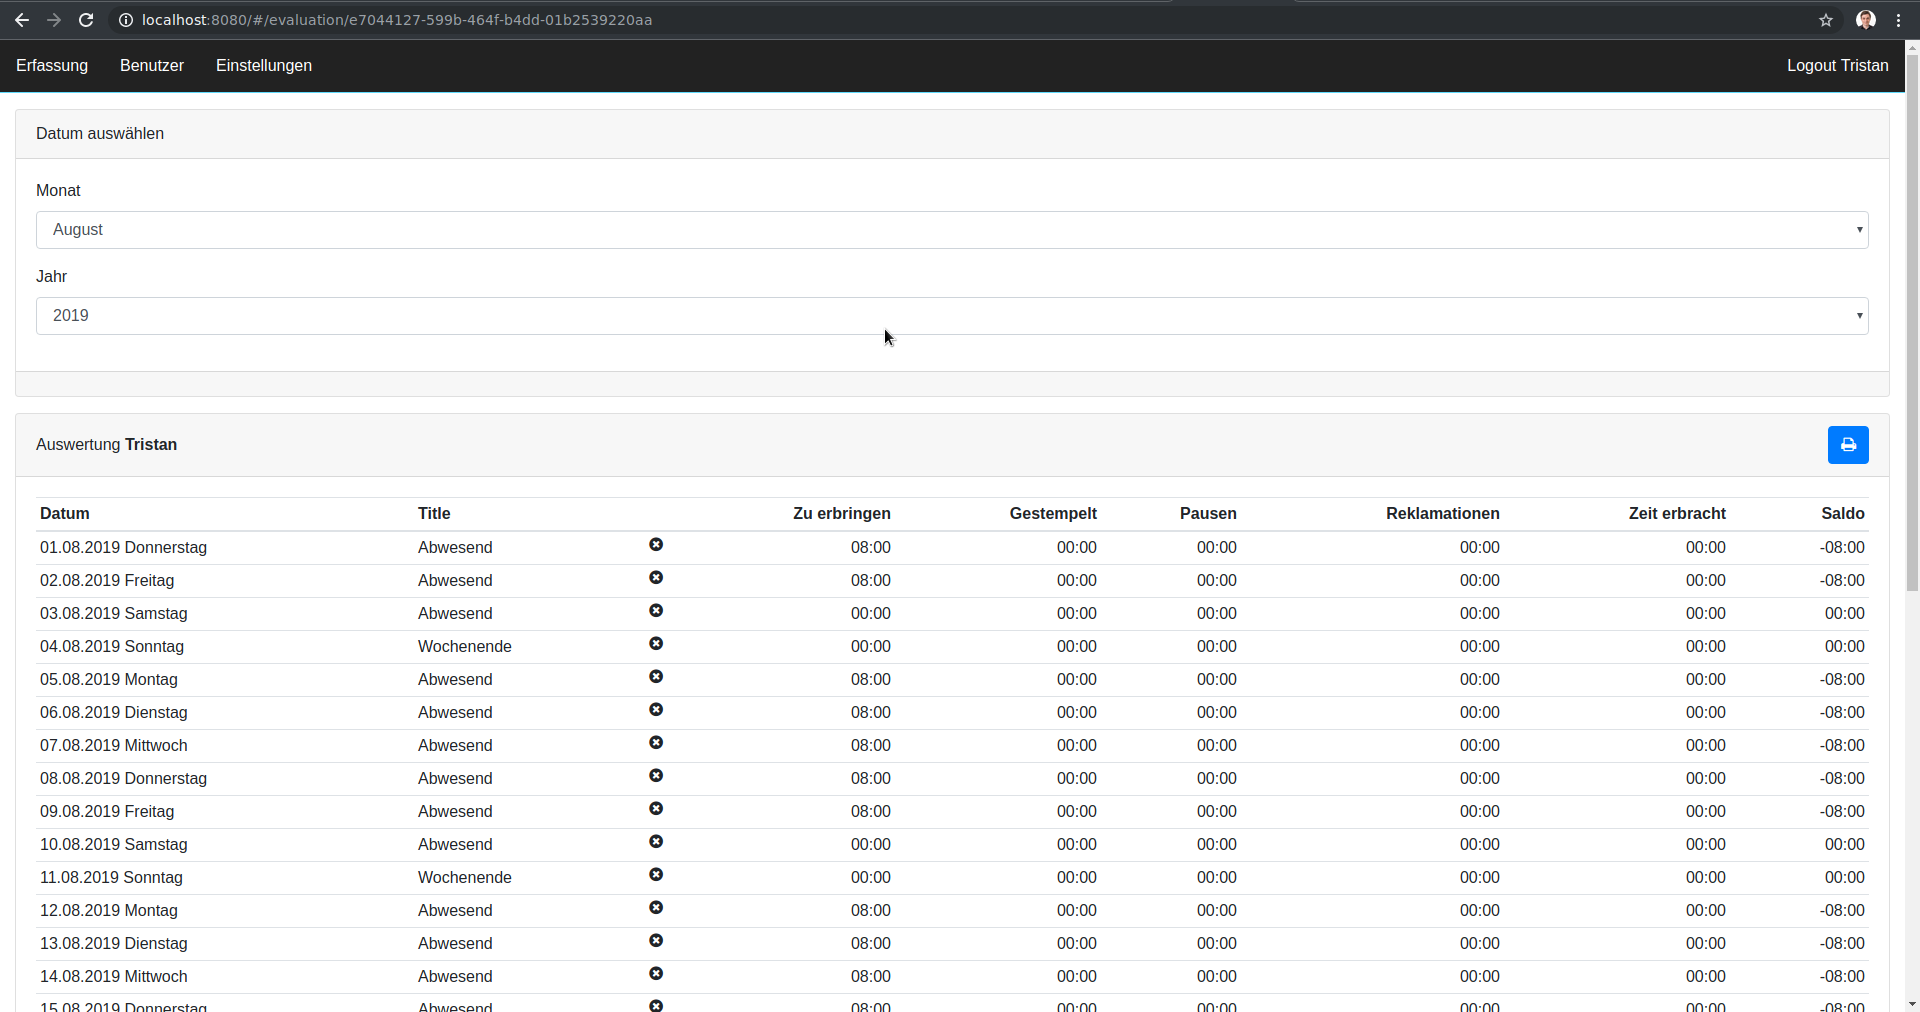 localhost:8080/#/evaluation/e7044127-599b-464f-b4dd-01b2539220aa
Erfassung Benutzer Einstellungen Logout Tristan
Datum auswählen
Monat
August
Jahr
2019
Auswertung Tristan
Datum Title Zu erbringen Gestempelt Pausen Reklamationen Zeit erbracht Saldo
01.08.2019 Donnerstag Abwesend 08:00 00:00 00:00 00:00 00:00 -08:00
02.08.2019 Freitag Abwesend 08:00 00:00 00:00 00:00 00:00 -08:00
03.08.2019 Samstag Abwesend 00:00 00:00 00:00 00:00 00:00 00:00
04.08.2019 Sonntag Wochenende 00:00 00:00 00:00 00:00 00:00 00:00
05.08.2019 Montag Abwesend 08:00 00:00 00:00 00:00 00:00 -08:00
06.08.2019 Dienstag Abwesend 08:00 00:00 00:00 00:00 00:00 -08:00
07.08.2019 Mittwoch Abwesend 08:00 00:00 00:00 00:00 00:00 -08:00
08.08.2019 Donnerstag Abwesend 08:00 00:00 00:00 00:00 00:00 -08:00
09.08.2019 Freitag Abwesend 08:00 00:00 00:00 00:00 00:00 -08:00
10.08.2019 Samstag Abwesend 00:00 00:00 00:00 00:00 00:00 00:00
11.08.2019 Sonntag Wochenende 00:00 00:00 00:00 00:00 00:00 00:00
12.08.2019 Montag Abwesend 08:00 00:00 00:00 00:00 00:00 -08:00
13.08.2019 Dienstag Abwesend 08:00 00:00 00:00 00:00 00:00 -08:00
14.08.2019 Mittwoch Abwesend 08:00 00:00 00:00 00:00 00:00 -08:00
15.08.2019 Donnerstag Abwesend 08:00 00:00 00:00 00:00 00:00 -08:00